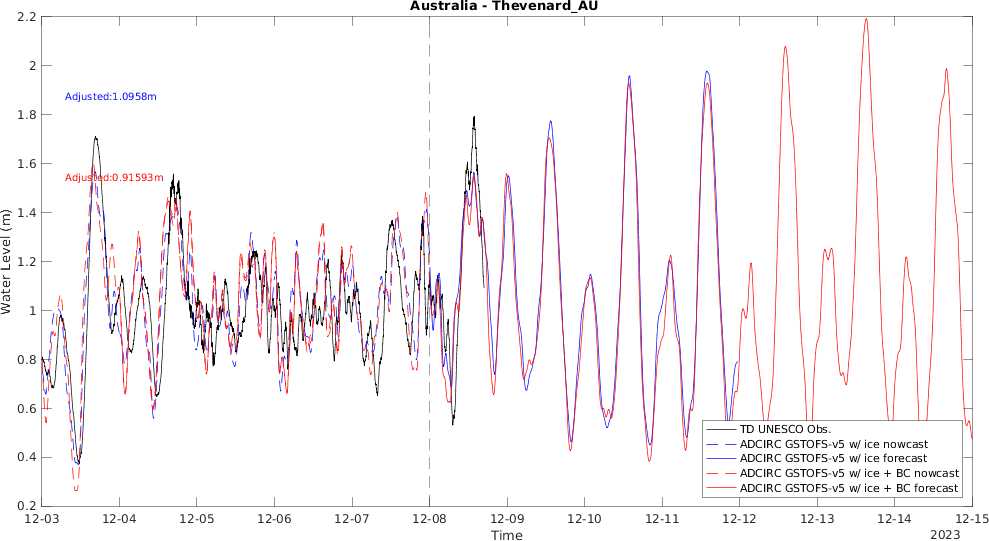 Australia - Thevenard_AU
Water Level (m)
2.2
2
1.8
1.6
1.4
1.2
1
0.8
0.6
0.4
0.2
Adjusted:1.0958m
Adjusted:0.91593m
TD UNESCO Obs.
ADCIRC GSTOFS-v5 w/ ice nowcast
ADCIRC GSTOFS-v5 w/ ice forecast
ADCIRC GSTOFS-v5 w/ ice + BC nowcast
ADCIRC GSTOFS-v5 w/ ice + BC forecast
12-03 12-04 12-05 12-06 12-07 12-08 12-09 12-10 12-11 12-12 12-13 12-14 12-15
Time
2023